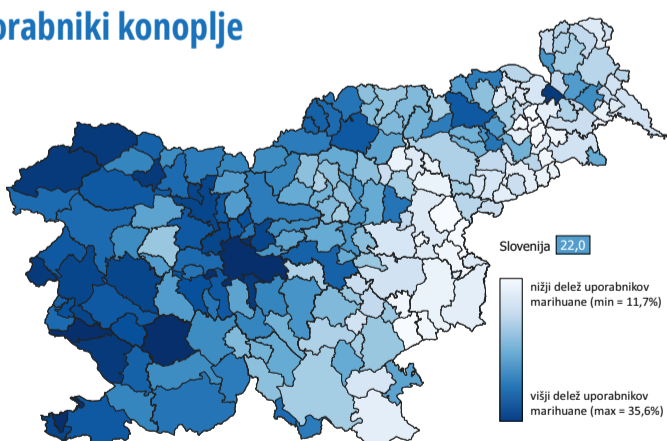 orabniki konoplje
Slovenija 22,0
nižji delež uporabnikov
marihuane (min = 11,7%)
višji delež uporabnikov
marihuane (max = 35,6%)